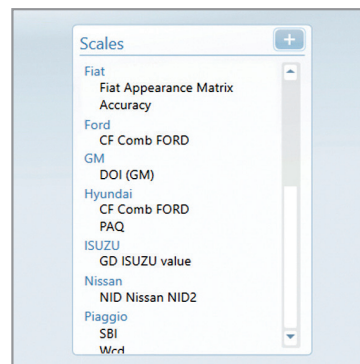 Scales
+
Fiat
Fiat Appearance Matrix
Accuracy
Ford
CF Comb FORD
GM
DOI (GM)
Hyundai
CF Comb FORD
PAQ
ISUZU
GD ISUZU value
Nissan
NID Nissan NID2
Piaggio
SBI
Wcd